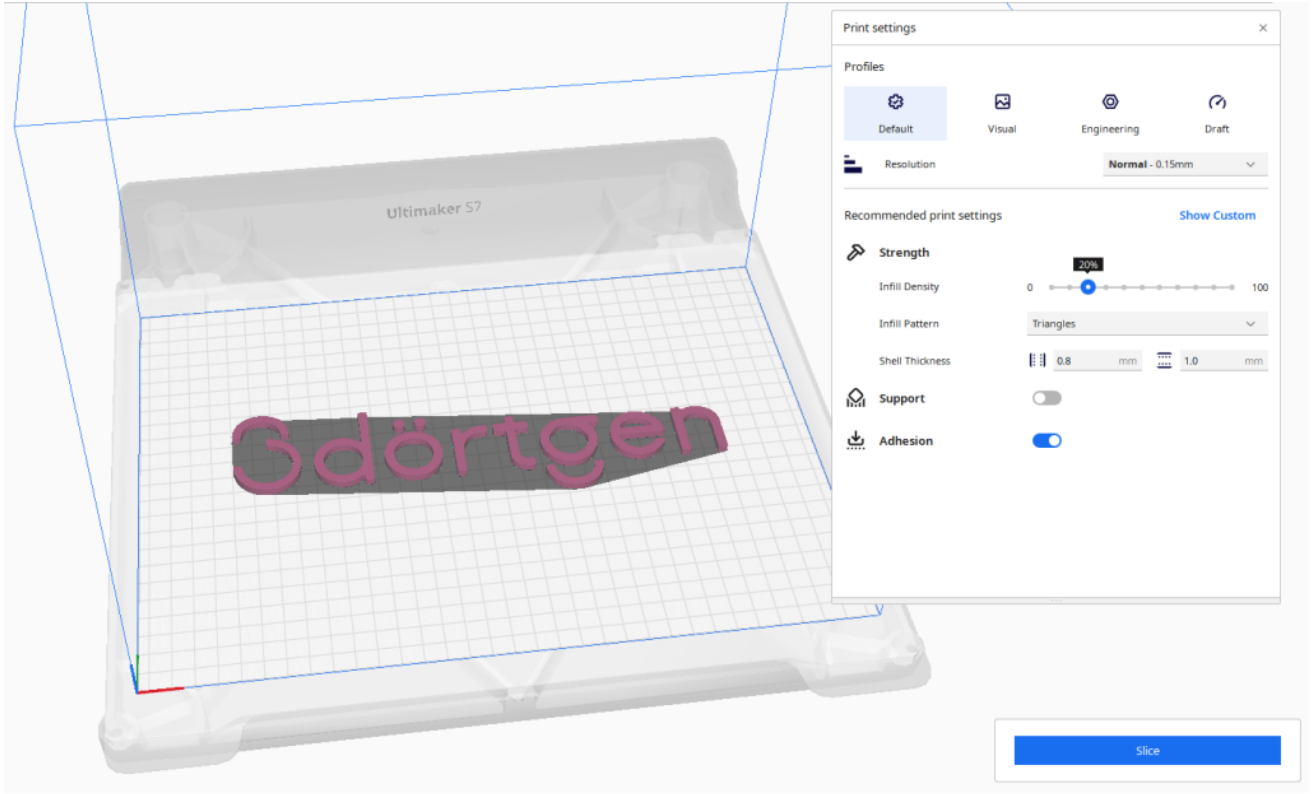 Print settings
Profiles
Default
Visual
Engineering
Draft
Resolution
Normal - 0.15mm
Ultimaker S7
Recommended print settings
Show Custom
Strength
20%
Infill Density
0
100
Infill Pattern
Triangles
Shell Thickness
0.8 mm
1.0 mm
Support
Adhesion
3dörtgen
Slice